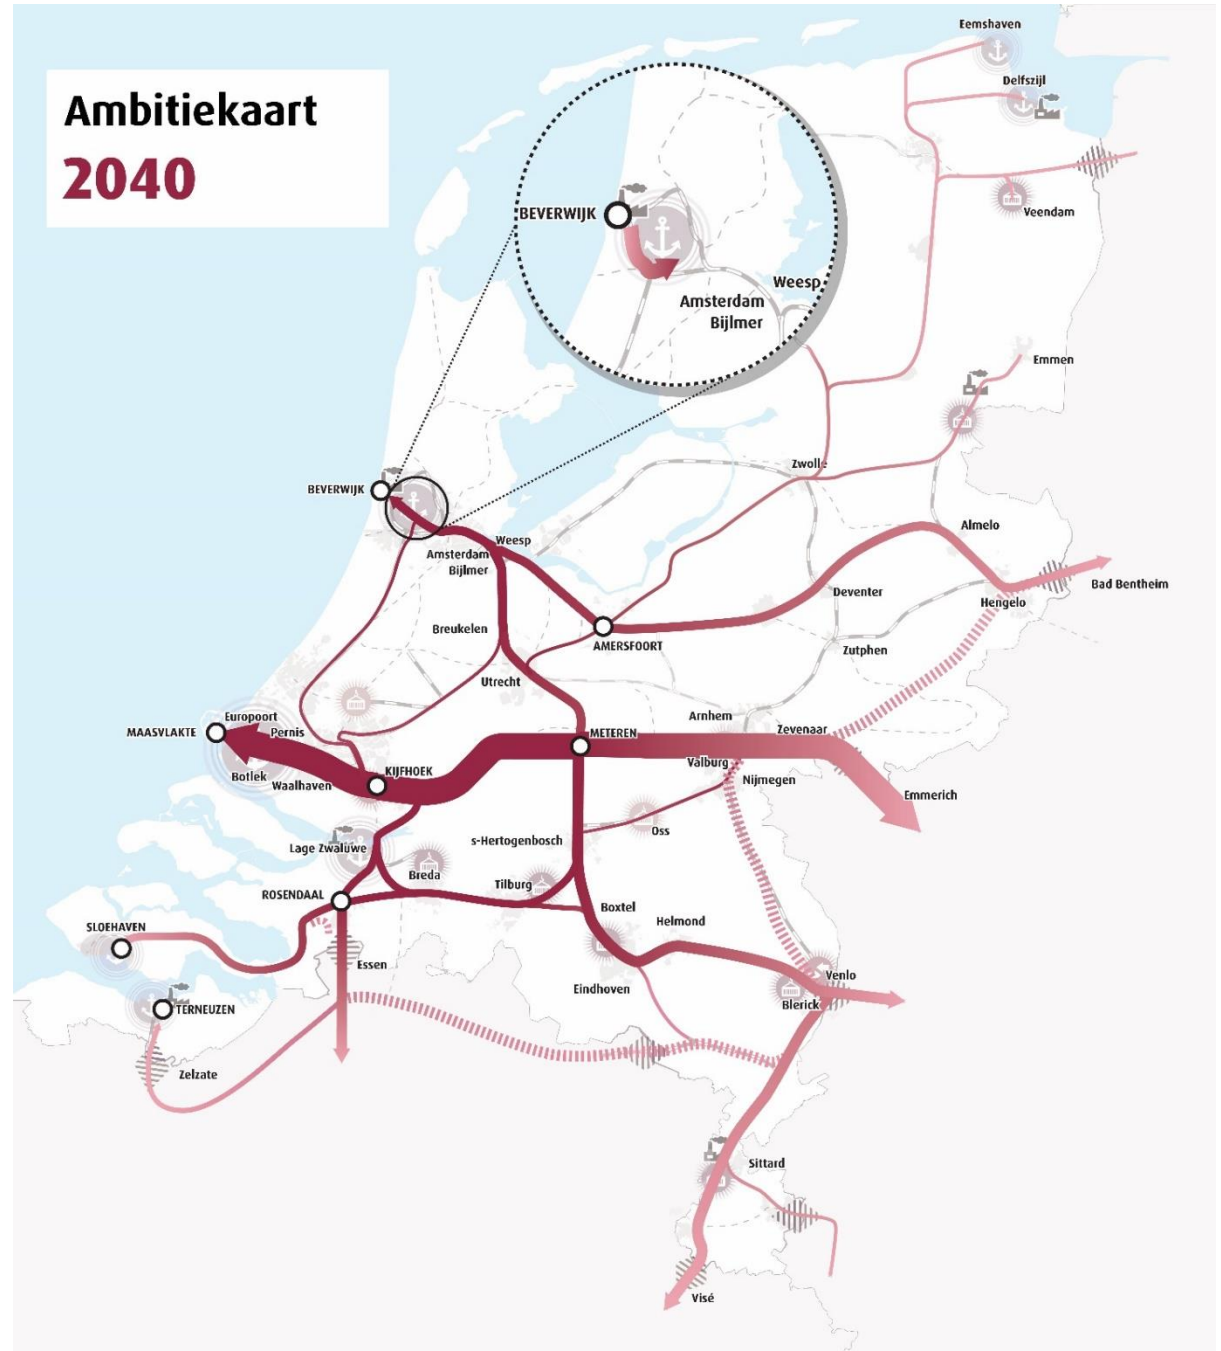 Ambitiekaart
2040
Eemshaven
Delfszijl
Veendam
BEVERWIJK
Weesp
Amsterdam
Bijlmer
Emmen
Zwolle
BEVERWIJK
Weesp
Amsterdam
Bijlmer
Almelo
Bad Bentheim
Deventer
Hengelo
Breukelen
AMERSFOORT
Zutphen
Utrecht
Europoort
Arnhem
MAASVLAKTE
Pernis
METEREN
Zevenaar
KIJFHOEK
Valburg
Botlek
Waalhaven
Nijmegen
Emmerich
Lage Zwaluwe
s-Hertogenbosch
Oss
Breda
Tilburg
ROSENDAAL
Boxtel
Helmond
SLOEHAVEN
Essen
Venlo
Eindhoven
Blerick
TERNEUZEN
Zelzate
Sittard
Visé